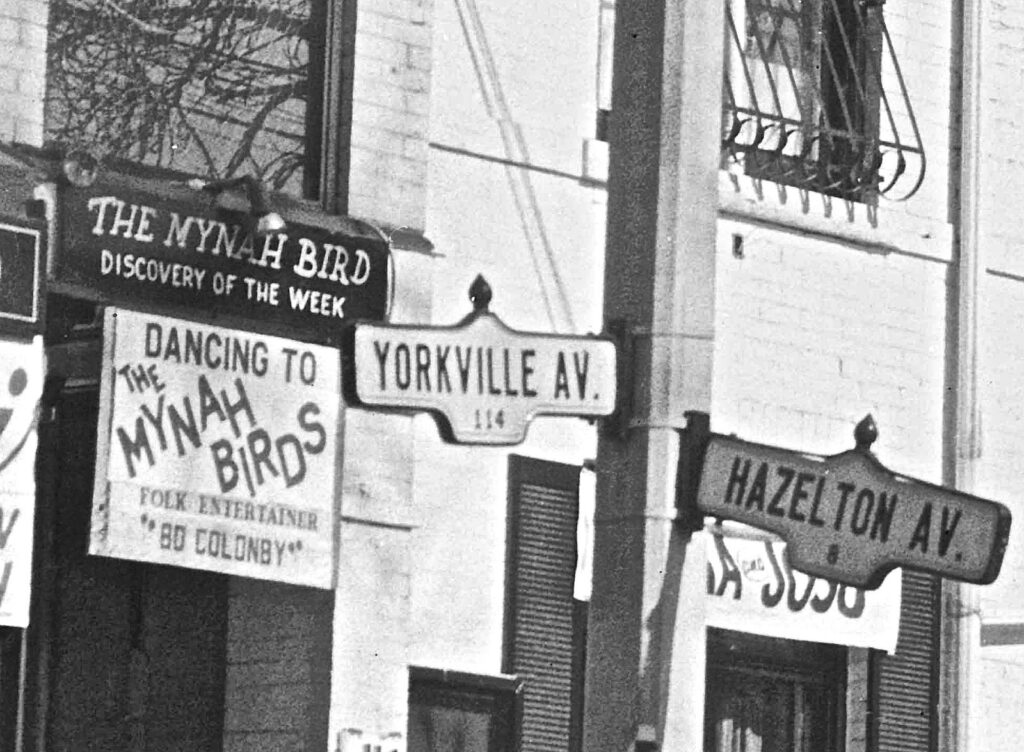 THE MYNAH BIRD
DISCOVERY OF THE WEEK
DANCING TO
THE
MYNAH
BIRDS
FOLK ENTERTAINER
"BO COLONBY"
YORKVILLE AV.
114
HAZELTON AV.
8